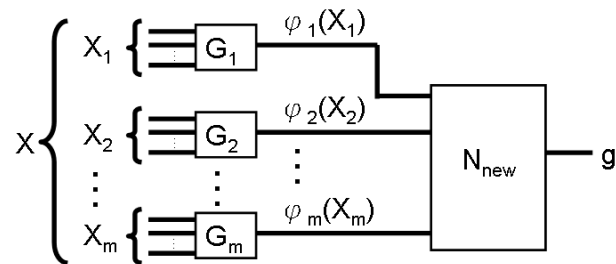 X₁ G₁ φ₁(X₁)
X X₂ G₂ φ₂(X₂) N_new g
X_m G_m φ_m(X_m)